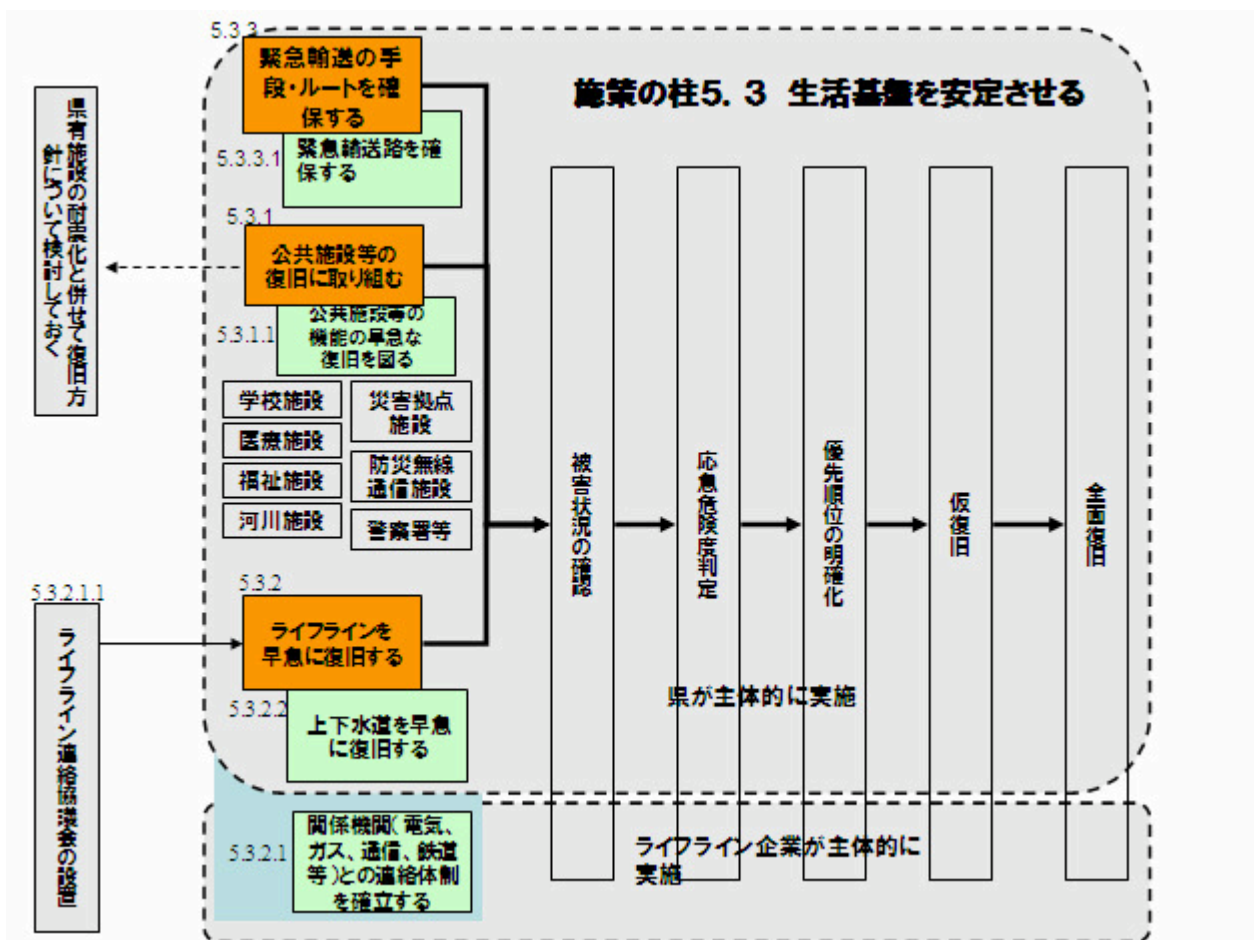 施策の柱5.3 生活基盤を安定させる
5.3.3
緊急輸送の手
段・ルートを確
保する
5.3.3.1
緊急輸送路を確
保する
5.3.1
公共施設等の
復旧に取り組む
県有施設の耐震化と併せて復旧方
針について検討しておく
5.3.1.1
公共施設等の
機能の早急な
復旧を図る
学校施設
医療施設
福祉施設
河川施設
災害拠点
施設
防災無線
通信施設
警察署等
5.3.2.1.1
ライフライン連絡協議会の設置
5.3.2
ライフラインを
早急に復旧する
5.3.2.2
上下水道を早急
に復旧する
5.3.2.1
関係機関(電気、
ガス、通信、鉄道
等)との連絡体制
を確立する
被害状況の確認
応急危険度判定
優先順位の明確化
仮復旧
全面復旧
県が主体的に実施
ライフライン企業が主体的に
実施